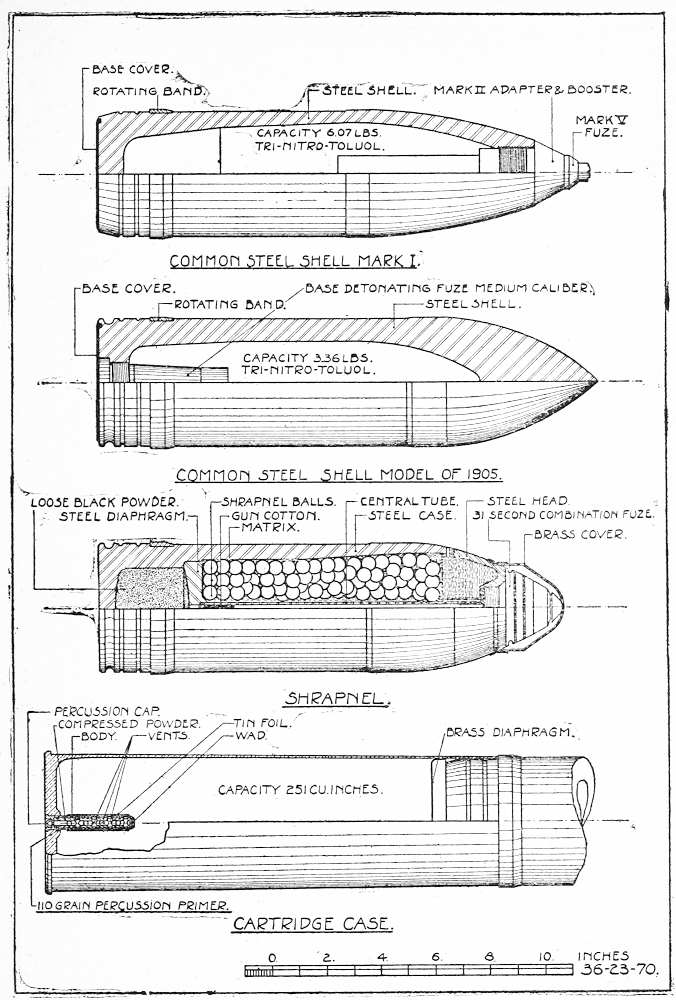 BASE COVER.
ROTATING BAND.
STEEL SHELL.
MARK II ADAPTER & BOOSTER.
MARK V
FUZE.
CAPACITY 6.07 LBS.
TRI-NITRO-TOLUOL.
COMMON STEEL SHELL MARK I.
BASE COVER.
BASE DETONATING FUZE MEDIUM CALIBER.
ROTATING BAND.
STEEL SHELL.
CAPACITY 3.36 LBS.
TRI-NITRO-TOLUOL.
COMMON STEEL SHELL MODEL OF 1905.
LOOSE BLACK POWDER.
SHRAPNEL BALLS.
CENTRAL TUBE.
STEEL HEAD.
STEEL DIAPHRAGM.
GUN COTTON.
STEEL CASE.
31 SECOND COMBINATION FUZE.
MATRIX.
BRASS COVER.
SHRAPNEL.
PERCUSSION CAP.
COMPRESSED POWDER.
TIN FOIL.
BODY.
VENTS.
WAD.
BRASS DIAPHRAGM.
CAPACITY 251 CU. INCHES.
110 GRAIN PERCUSSION PRIMER.
CARTRIDGE CASE.
0. 2. 4. 6. 8. 10. INCHES
36-23-70.